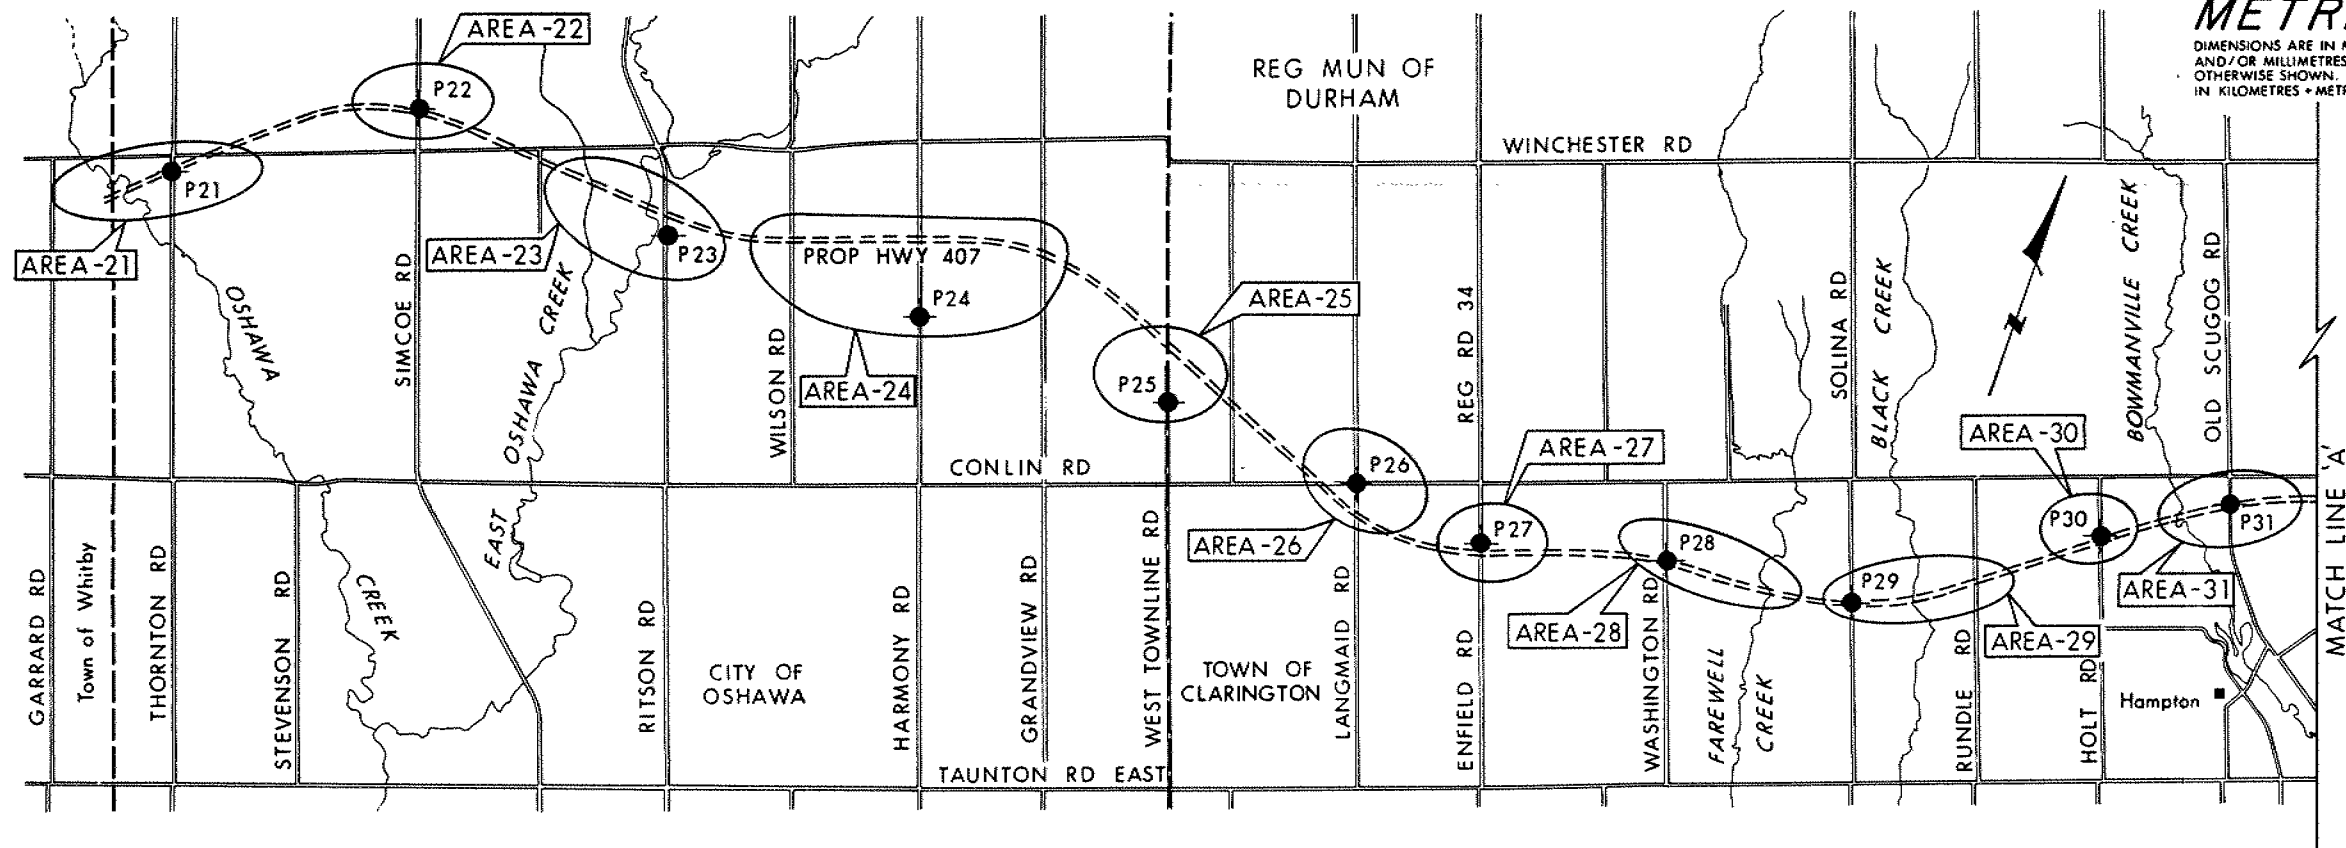 METR
DIMENSIONS ARE IN M
AND/OR MILLIMETRES
OTHERWISE SHOWN.
IN KILOMETRES + METR
AREA-22
REG MUN OF
DURHAM
P22
WINCHESTER RD
P21
AREA-21
AREA-23
P23
PROP HWY 407
P24
AREA-24
AREA-25
P25
OSHAWA
CREEK
SIMCOE RD
EAST OSHAWA CREEK
WILSON RD
REG RD 34
SOLINA RD
BLACK CREEK
N
BOWMANVILLE CREEK
OLD SCUGOG RD
CONLIN RD
P26
AREA-26
AREA-27
P27
P28
AREA-28
P29
AREA-29
AREA-30
P30
P31
AREA-31
MATCH LINE 'A'
GARRARD RD
Town of Whitby
THORNTON RD
STEVENSON RD
RITSON RD
CITY OF
OSHAWA
HARMONY RD
GRANDVIEW RD
WEST TOWNLINE RD
TOWN OF
CLARINGTON
LANGMAID RD
ENFIELD RD
WASHINGTON RD
FAREWELL
CREEK
RUNDLE RD
HOLT RD
Hampton
TAUNTON RD EAST